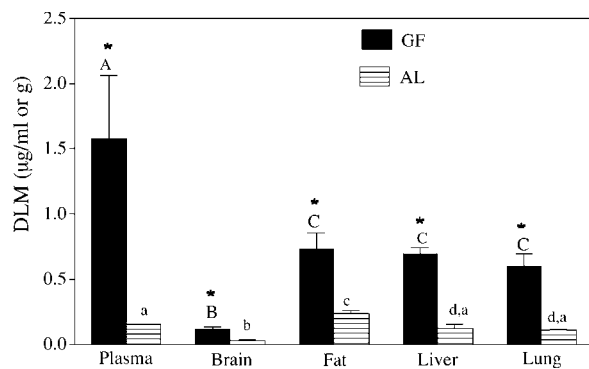 2.5
2.0
1.5
1.0
0.5
0.0
DLM (µg/ml or g)
GF
AL
*
A
a
*
B
b
*
C
c
*
C
d,a
*
C
d,a
Plasma Brain Fat Liver Lung